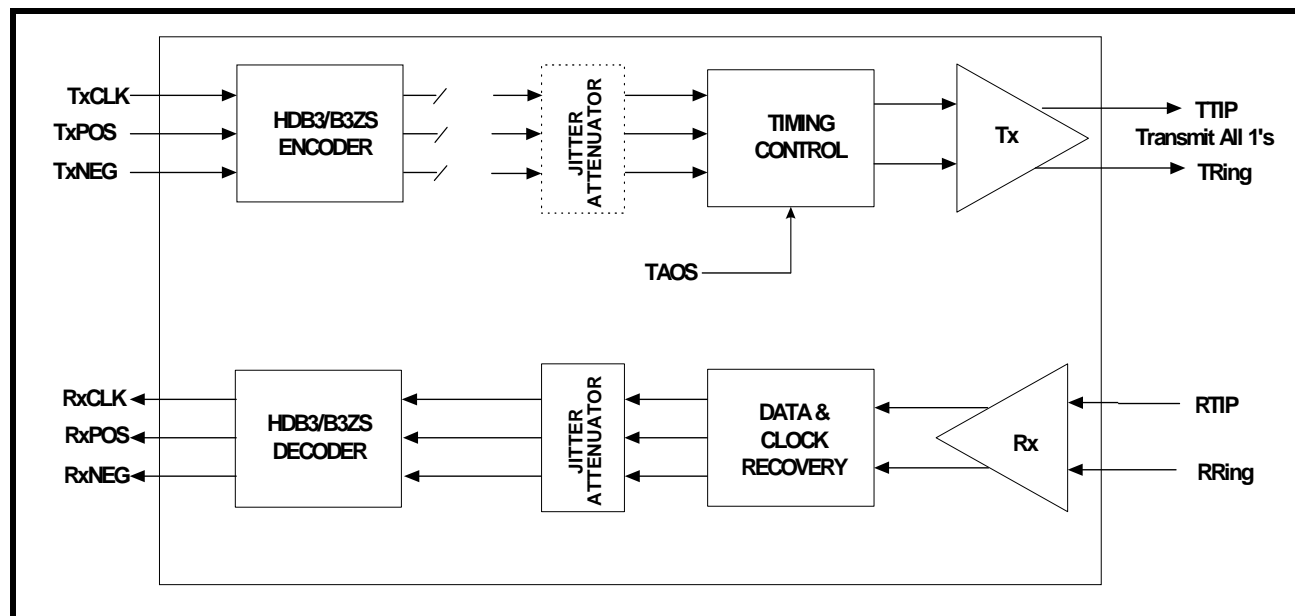 TxCLK
TxPOS
TxNEG
HDB3/B3ZS
ENCODER
JITTER
ATTENUATOR
TIMING
CONTROL
Tx
TTIP
Transmit All 1's
TRing
TAOS
RxCLK
RxPOS
RxNEG
HDB3/B3ZS
DECODER
JITTER
ATTENUATOR
DATA &
CLOCK
RECOVERY
Rx
RTIP
RRing